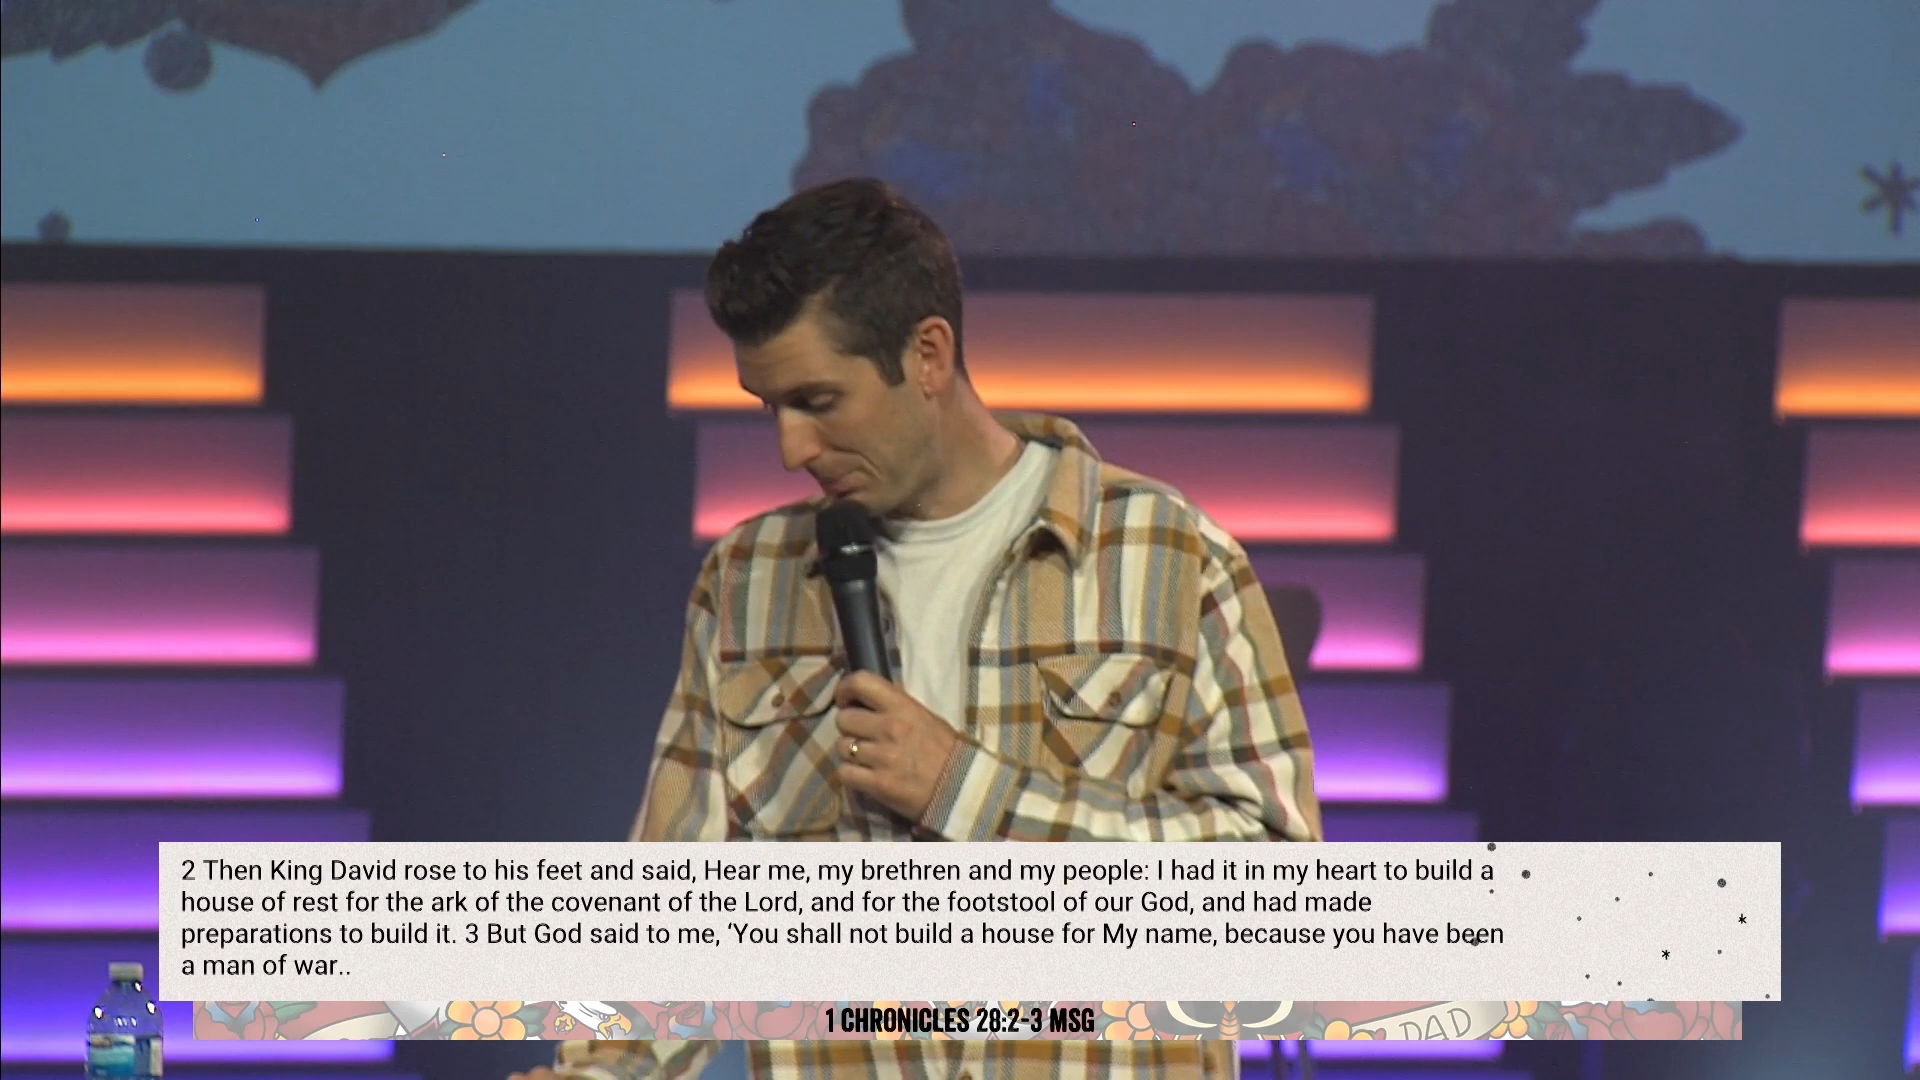 2 Then King David rose to his feet and said, Hear me, my brethren and my people: I had it in my heart to build a
house of rest for the ark of the covenant of the Lord, and for the footstool of our God, and had made
preparations to build it. 3 But God said to me, ‘You shall not build a house for My name, because you have been
a man of war..
1 CHRONICLES 28:2-3 MSG
DAD